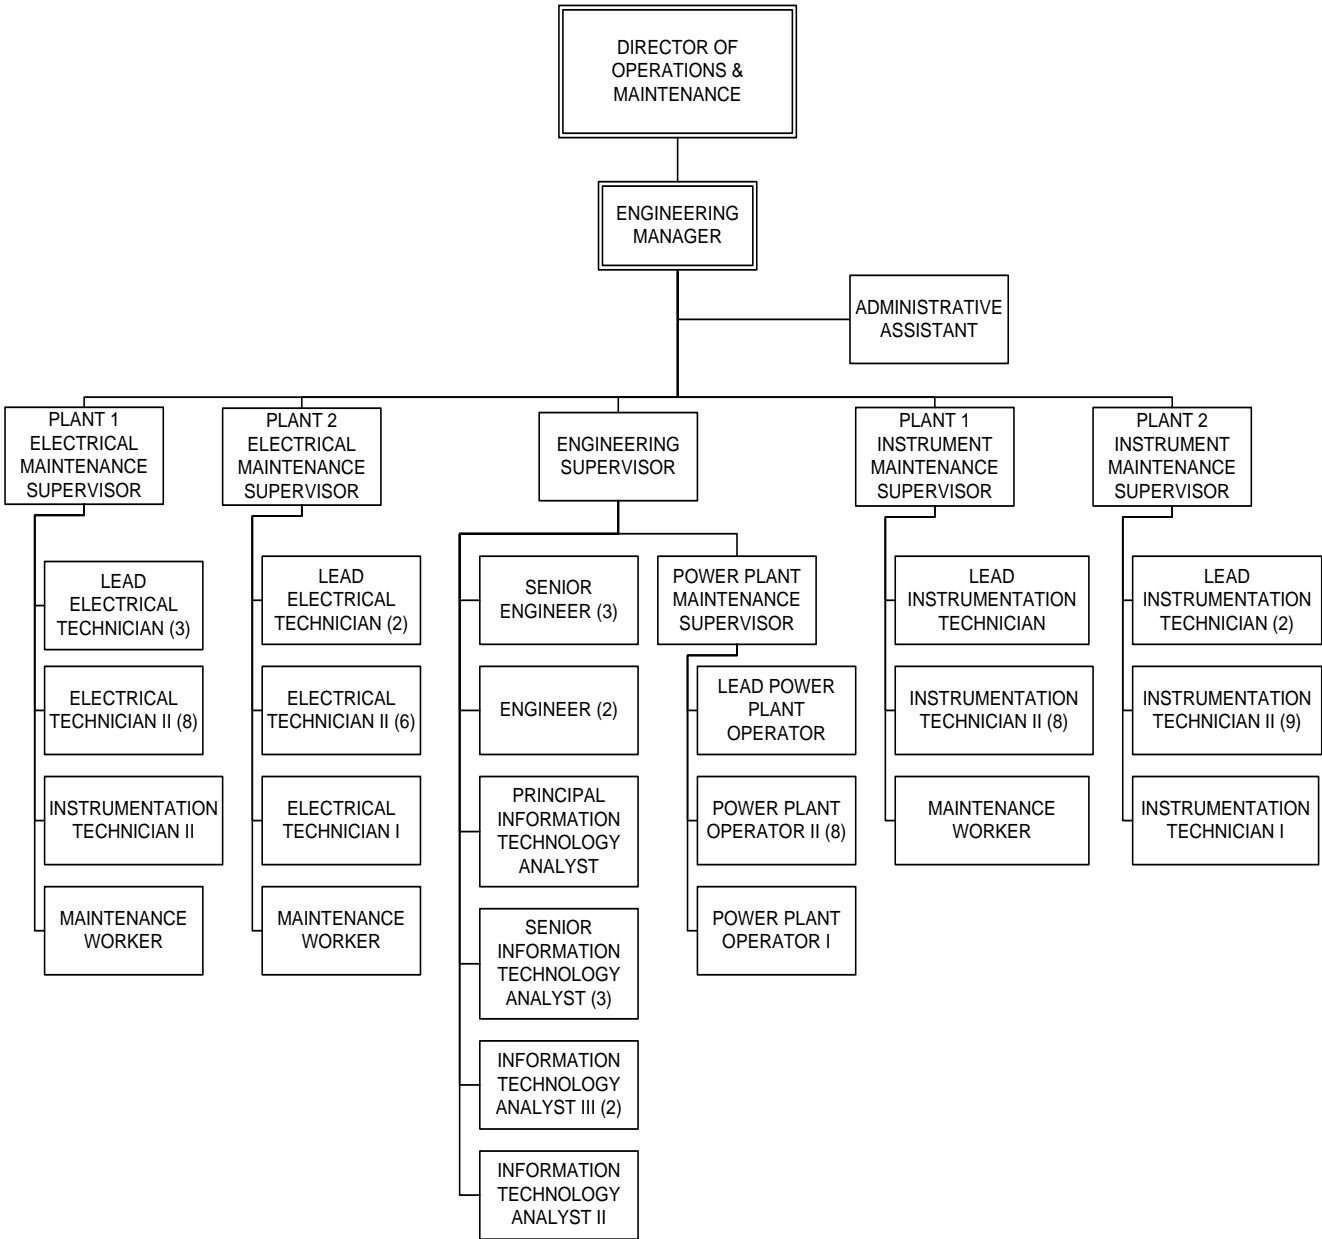 DIRECTOR OF
OPERATIONS &
MAINTENANCE
ENGINEERING
MANAGER
ADMINISTRATIVE
ASSISTANT
PLANT 1
ELECTRICAL
MAINTENANCE
SUPERVISOR
PLANT 2
ELECTRICAL
MAINTENANCE
SUPERVISOR
ENGINEERING
SUPERVISOR
PLANT 1
INSTRUMENT
MAINTENANCE
SUPERVISOR
PLANT 2
INSTRUMENT
MAINTENANCE
SUPERVISOR
LEAD
ELECTRICAL
TECHNICIAN (3)
ELECTRICAL
TECHNICIAN II (8)
INSTRUMENTATION
TECHNICIAN II
MAINTENANCE
WORKER
LEAD
ELECTRICAL
TECHNICIAN (2)
ELECTRICAL
TECHNICIAN II (6)
ELECTRICAL
TECHNICIAN I
MAINTENANCE
WORKER
SENIOR
ENGINEER (3)
ENGINEER (2)
PRINCIPAL
INFORMATION
TECHNOLOGY
ANALYST
SENIOR
INFORMATION
TECHNOLOGY
ANALYST (3)
INFORMATION
TECHNOLOGY
ANALYST III (2)
INFORMATION
TECHNOLOGY
ANALYST II
POWER PLANT
MAINTENANCE
SUPERVISOR
LEAD POWER
PLANT
OPERATOR
POWER PLANT
OPERATOR II (8)
POWER PLANT
OPERATOR I
LEAD
INSTRUMENTATION
TECHNICIAN
INSTRUMENTATION
TECHNICIAN II (8)
MAINTENANCE
WORKER
LEAD
INSTRUMENTATION
TECHNICIAN (2)
INSTRUMENTATION
TECHNICIAN II (9)
INSTRUMENTATION
TECHNICIAN I